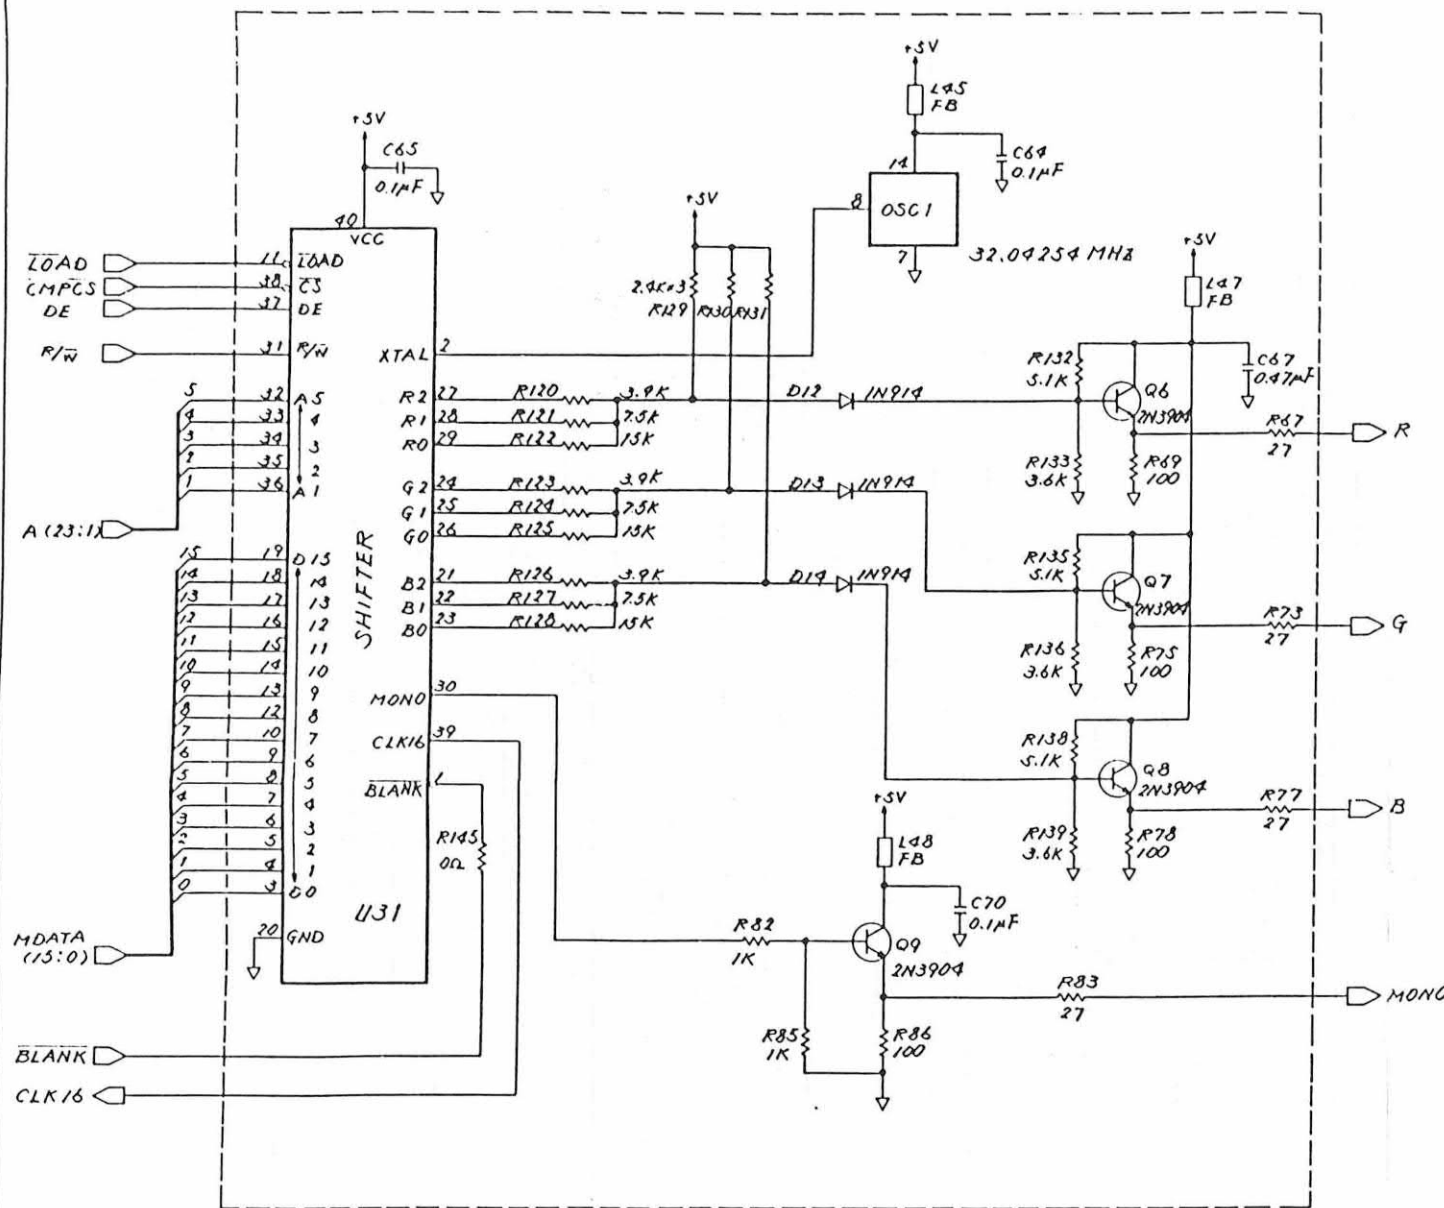 +5V
L45
FB
C64
0.1µF
14
8
OSC1
7
32.04254 MHz
+5V
C65
0.1µF
40
VCC
LOAD
11
LOAD
CMPCS
38
CS
DE
37
DE
R/W
31
R/W
XTAL
2
+5V
2.4K×3
R129
R130
R131
+5V
L47
FB
C67
0.47µF
5
32
A5
4
33
4
3
34
3
2
35
2
1
36
A1
A(23:1)
R2
27
R120
3.9K
R1
28
R121
7.5K
R0
29
R122
15K
D12
1N914
R132
5.1K
Q6
2N3904
R133
3.6K
R69
100
R67
27
R
G2
24
R123
3.9K
G1
25
R124
7.5K
G0
26
R125
15K
D13
1N914
R135
5.1K
Q7
2N3904
R136
3.6K
R75
100
R73
27
G
B2
21
R126
3.9K
B1
22
R127
7.5K
B0
23
R128
15K
D14
1N914
R138
5.1K
Q8
2N3904
R139
3.6K
R78
100
R77
27
B
SHIFTER
15
19
D15
14
18
14
13
17
13
12
16
12
11
15
11
10
14
10
9
13
9
8
12
8
7
10
7
6
9
6
5
8
5
4
7
4
3
6
3
2
5
2
1
4
1
0
3
D0
MDATA
(15:0)
20
GND
U31
MONO
30
CLK16
39
BLANK
1
R145
0Ω
+5V
L48
FB
C70
0.1µF
R82
1K
Q9
2N3904
R85
1K
R86
100
R83
27
MONO
BLANK
CLK16